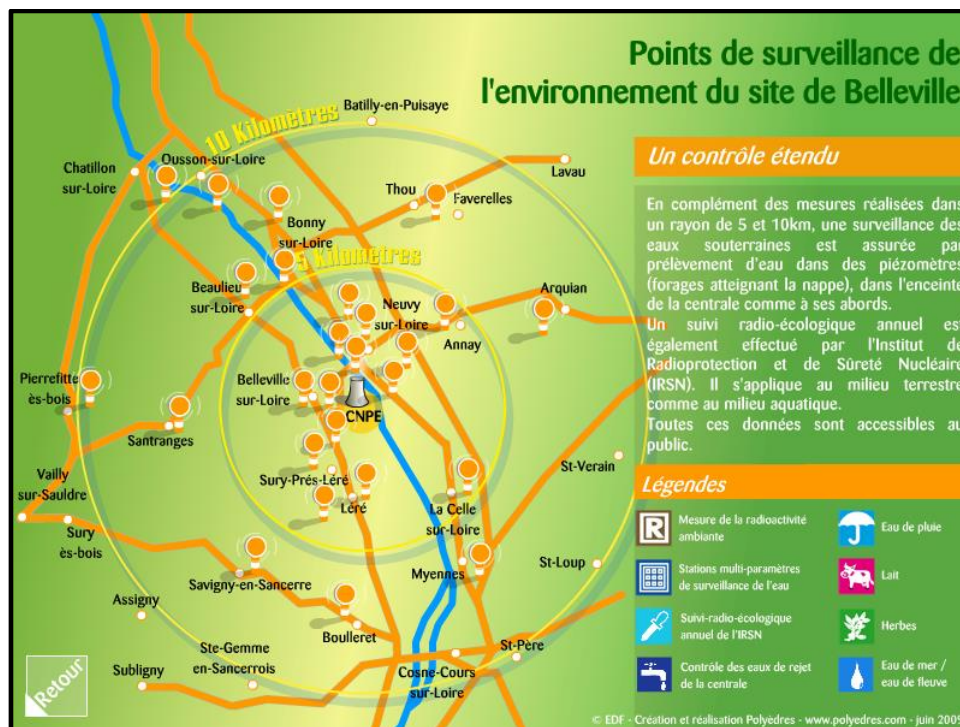 Points de surveillance de
l'environnement du site de Belleville
10 Kilomètres
Batilly-en-Puisaye
Ousson-sur-Loire
Chatillon
sur-Loire
Lavau
Thou
Faverelles
Bonny
sur-Loire
5 Kilomètres
Beaulieu
sur-Loire
Neuvy
sur-Loire
Arquian
Annay
Belleville
sur-Loire
CNPE
Pierrefitte
ès-bois
Santranges
Sury-Prés-Léré
Léré
St-Verain
Vailly
sur-Sauldre
La Celle
sur-Loire
Sury
ès-bois
Savigny-en-Sancerre
Myennes
St-Loup
Assigny
Boulleret
St-Père
Ste-Gemme
en-Sancerrois
Subligny
Cosne-Cours
sur-Loire
Retour
Un contrôle étendu
En complément des mesures réalisées dans
un rayon de 5 et 10km, une surveillance des
eaux souterraines est assurée par
prélèvement d'eau dans des piézomètres
(forages atteignant la nappe), dans l'enceinte
de la centrale comme à ses abords.
Un suivi radio-écologique annuel est
également effectué par l'Institut de
Radioprotection et de Sûreté Nucléaire
(IRSN). Il s'applique au milieu terrestre
comme au milieu aquatique.
Toutes ces données sont accessibles au
public.
Légendes
R
Mesure de la radioactivité
ambiante
Eau de pluie
Stations multi-paramètres
de surveillance de l'eau
Lait
Suivi-radio-écologique
annuel de l'IRSN
Herbes
Contrôle des eaux de rejet
de la centrale
Eau de mer /
eau de fleuve
© EDF - Création et réalisation Polyèdres - www.polyedres.com - juin 2009